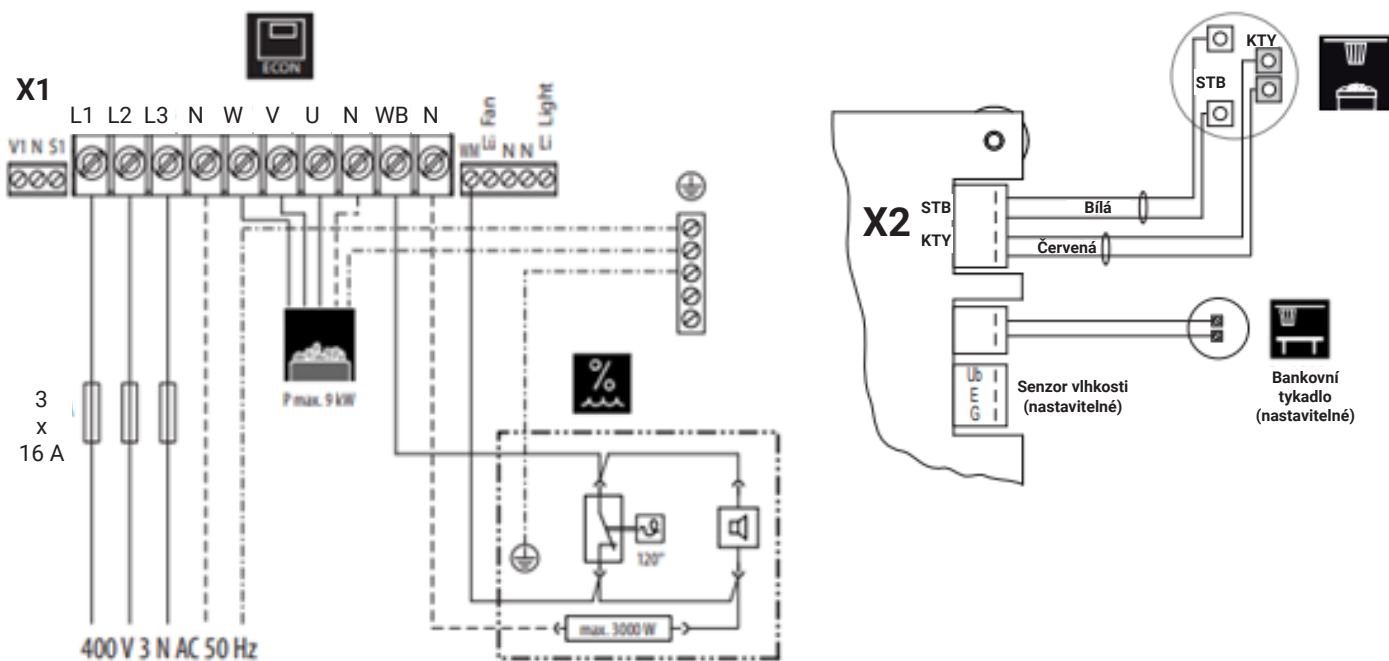 ECON
X1
L1 L2 L3 N W V U N WB N
V1 N S1
WM Lü Fan N N Li Light
3
x
16 A
P max. 9 kW
%
120°
max. 3000 W
400 V 3 N AC 50 Hz
KTY
STB
X2
STB
KTY
Bílá
Červená
Ub
E
G
Senzor vlhkosti
(nastavitelné)
Bankovní
tykadlo
(nastavitelné)